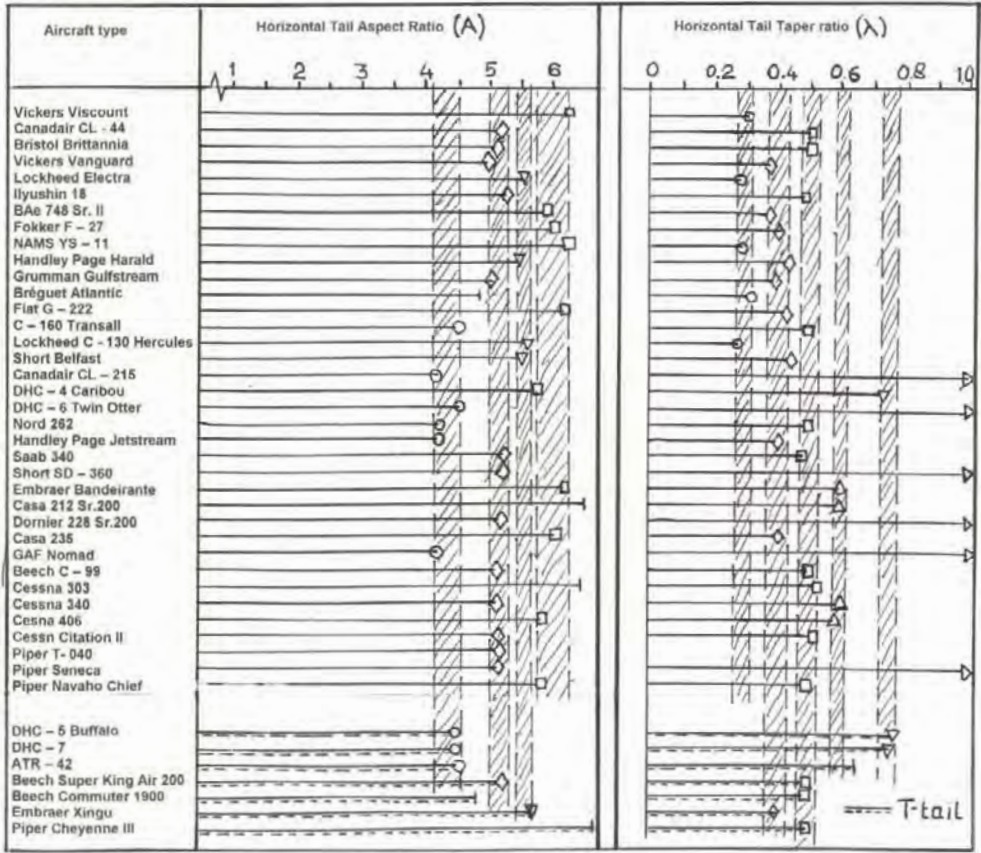 Aircraft type
Horizontal Tail Aspect Ratio (A)
Horizontal Tail Taper ratio (λ)
1 2 3 4 5 6
0 0.2 0.4 0.6 0.8 10
Vickers Viscount
Canadair CL - 44
Bristol Brittannia
Vickers Vanguard
Lockheed Electra
Ilyushin 18
BAe 748 Sr. II
Fokker F – 27
NAMS YS – 11
Handley Page Harald
Grumman Gulfstream
Bréguet Atlantic
Fiat G – 222
C – 160 Transall
Lockheed C - 130 Hercules
Short Belfast
Canadair CL – 215
DHC – 4 Caribou
DHC – 6 Twin Otter
Nord 262
Handley Page Jetstream
Saab 340
Short SD – 360
Embraer Bandeirante
Casa 212 Sr.200
Dornier 228 Sr.200
Casa 235
GAF Nomad
Beech C – 99
Cessna 303
Cessna 340
Cesna 406
Cessn Citation II
Piper T- 040
Piper Seneca
Piper Navaho Chief
DHC – 5 Buffalo
DHC – 7
ATR – 42
Beech Super King Air 200
Beech Commuter 1900
Embraer Xingu
Piper Cheyenne III
T-tail